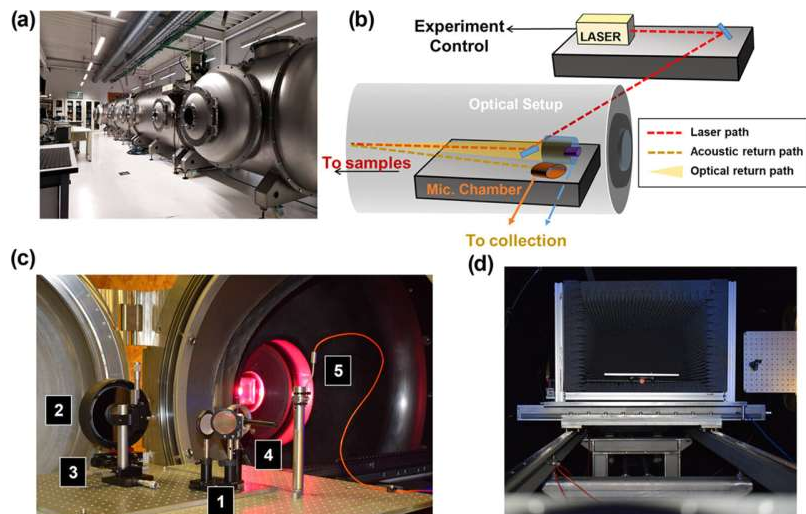 (a)
(b)
Experiment
Control
LASER
Optical Setup
Laser path
Acoustic return path
Optical return path
To samples
Mic. Chamber
To collection
(c)
(d)
5
2
3
4
1